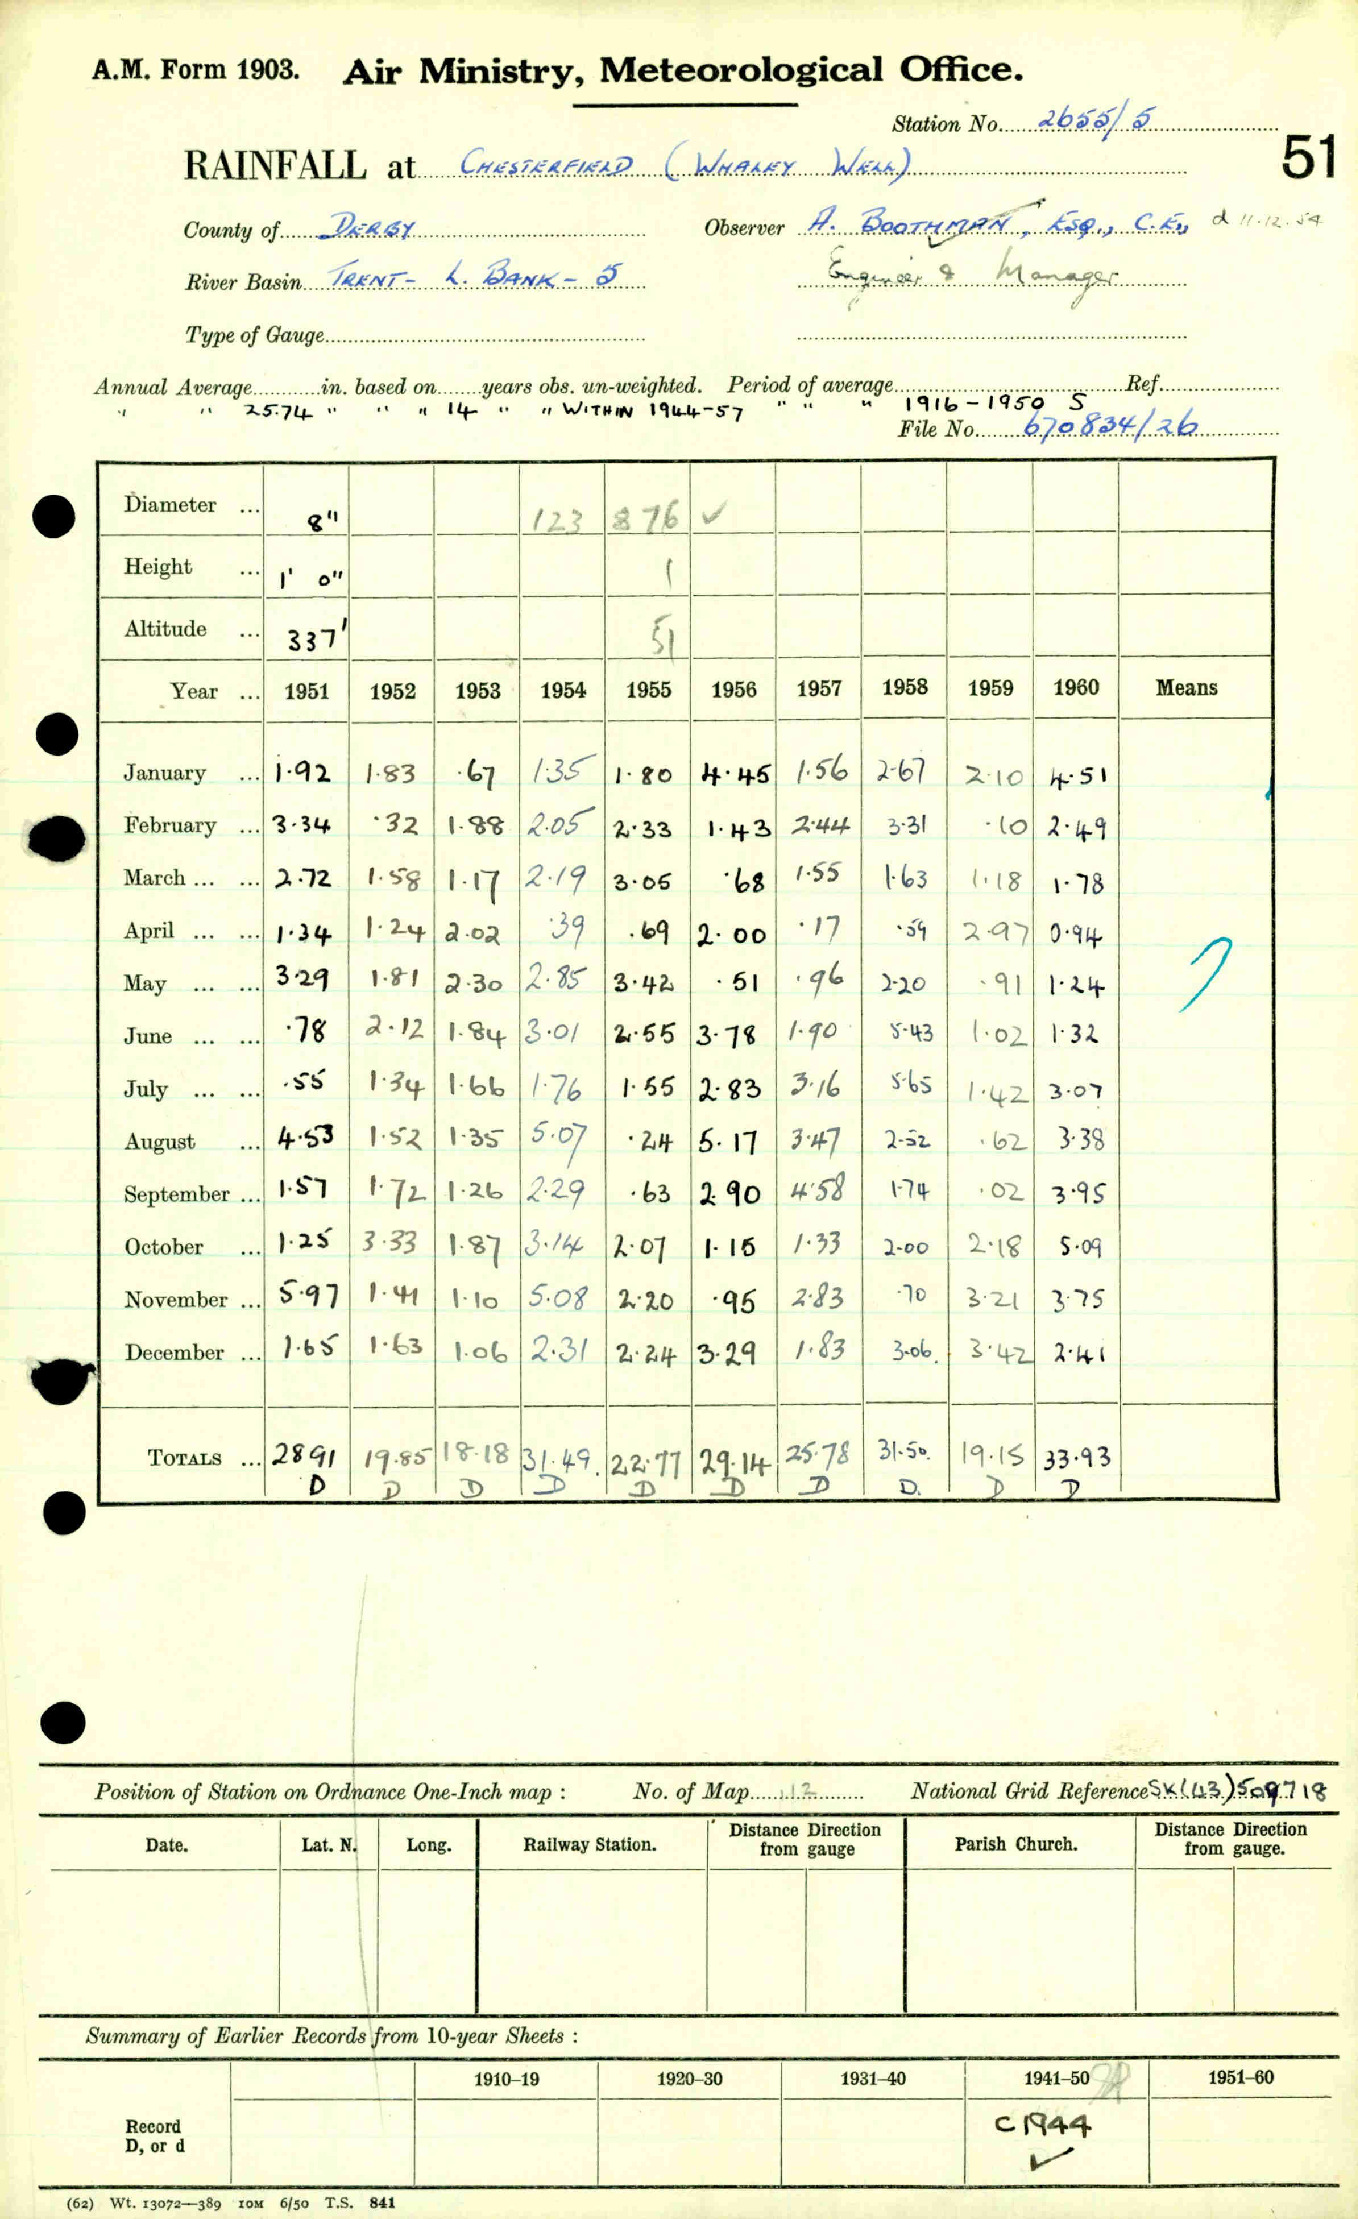 A.M. Form 1903. Air Ministry, Meteorological Office.
Station No. 2655/5
51
RAINFALL at CHESTERFIELD (WHALEY WELL)
County of DERBY Observer A. BOOTHMAN, ESQ., C.E., d 11.12.54
River Basin TRENT - L. BANK - 5 Engineer & Manager
Type of Gauge
Annual Average in. based on years obs. un-weighted. Period of average Ref.
" " 25.74 " " " 14 " " WITHIN 1944-57 " " " 1916-1950 S
File No. 670834/26
Diameter ... 8" 123 876 ✓
Height ... 1' 0" 1
Altitude ... 337' 51
Year ... 1951 1952 1953 1954 1955 1956 1957 1958 1959 1960 Means
January ... 1.92 1.83 .67 1.35 1.80 4.45 1.56 2.67 2.10 4.51
February ... 3.34 .32 1.88 2.05 2.33 1.43 2.44 3.31 .10 2.49
March ... ... 2.72 1.58 1.17 2.19 3.05 .68 1.55 1.63 1.18 1.78
April ... ... 1.34 1.24 2.02 .39 .69 2.00 .17 .59 2.97 0.94
May ... ... 3.29 1.81 2.30 2.85 3.42 .51 .96 2.20 .91 1.24
June ... ... .78 2.12 1.84 3.01 2.55 3.78 1.90 5.43 1.02 1.32
July ... ... .55 1.34 1.66 1.76 1.55 2.83 3.16 5.65 1.42 3.07
August ... 4.53 1.52 1.35 5.07 .24 5.17 3.47 2.52 .62 3.38
September ... 1.57 1.72 1.26 2.29 .63 2.90 4.58 1.74 .02 3.95
October ... 1.25 3.33 1.87 3.14 2.07 1.15 1.33 2.00 2.18 5.09
November ... 5.97 1.41 1.10 5.08 2.20 .95 2.83 .70 3.21 3.75
December ... 1.65 1.63 1.06 2.31 2.24 3.29 1.83 3.06 3.42 2.41
TOTALS ... 28 91 19.85 18.18 31.49 22.77 29.14 25.78 31.50 19.15 33.93
D D D D D D D D. D D
Position of Station on Ordnance One-Inch map : No. of Map 112 National Grid Reference SK(43)509718
Date. Lat. N. Long. Railway Station. Distance Direction from gauge Parish Church. Distance Direction from gauge.
Summary of Earlier Records from 10-year Sheets :
1910–19 1920–30 1931–40 1941–50 1951–60
Record
D, or d
C 1944
✓
(62) Wt. 13072—389 10M 6/50 T.S. 841